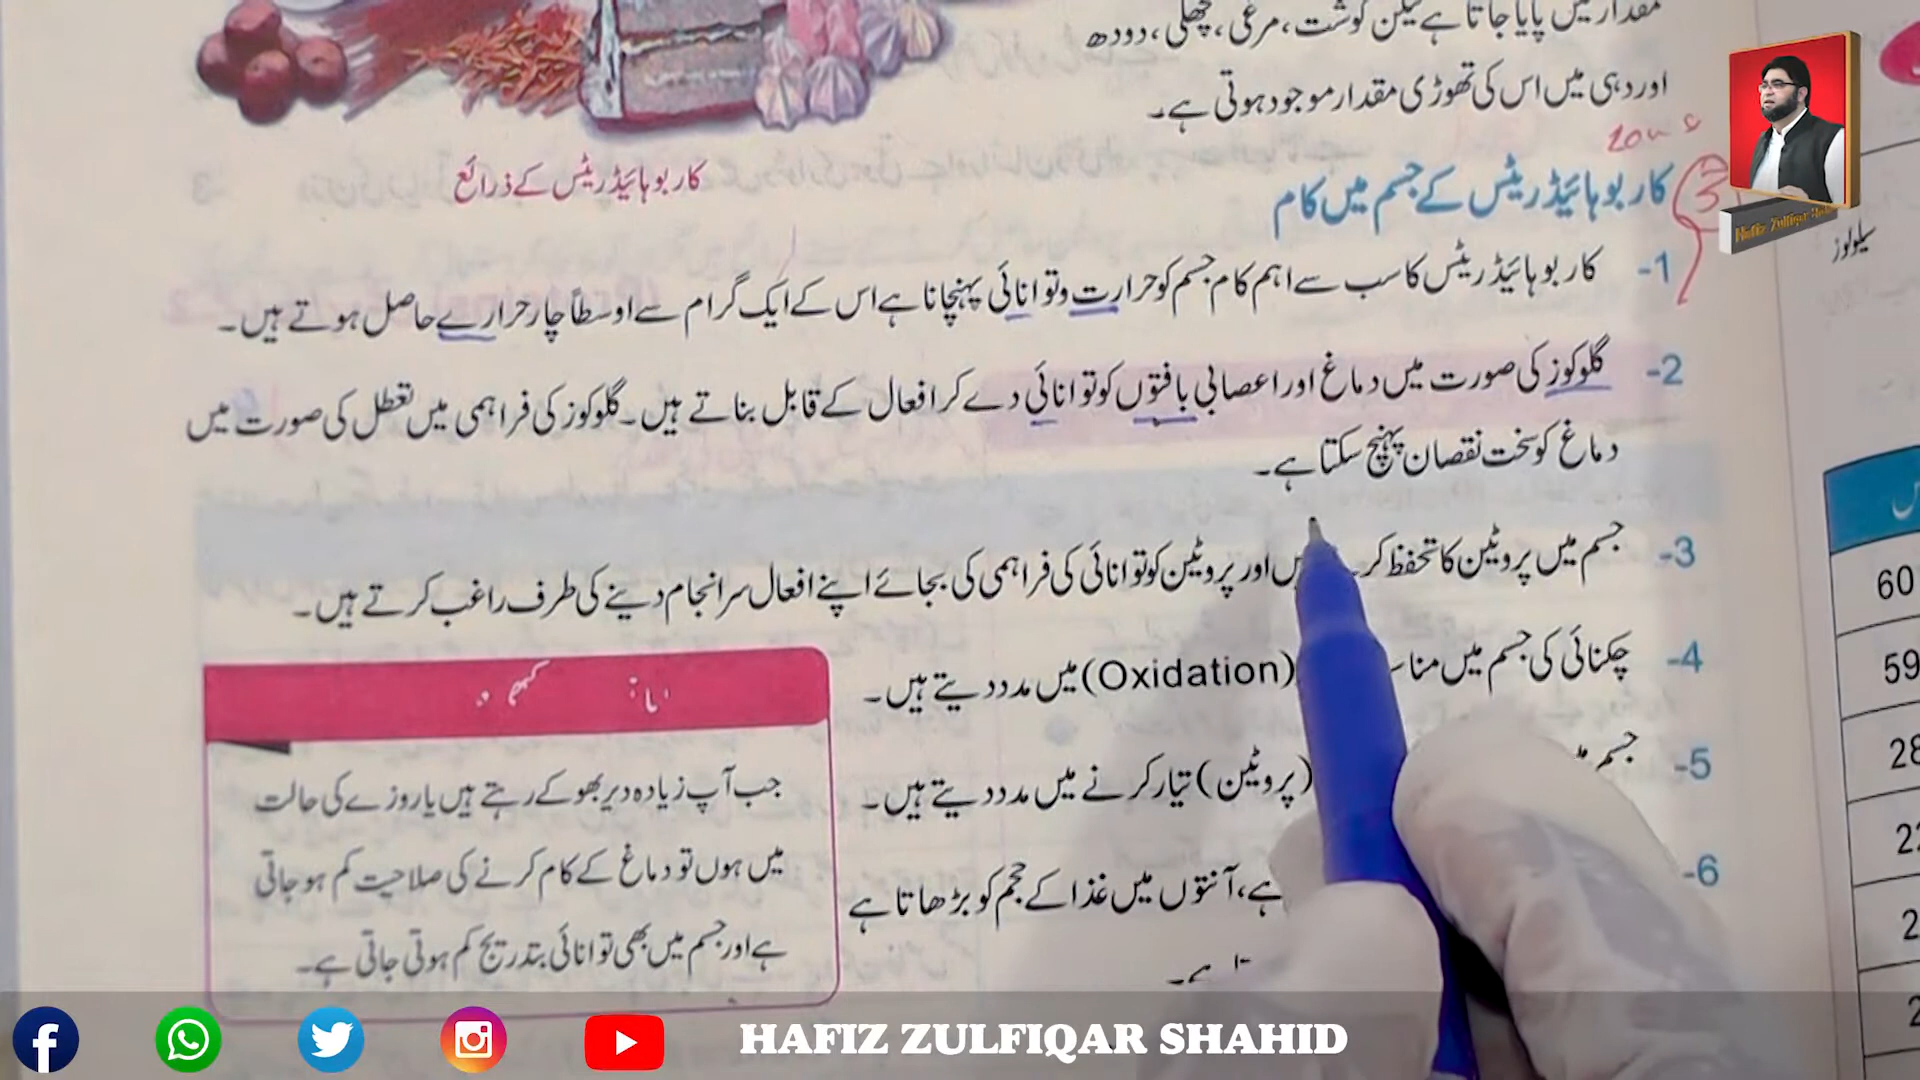 مقدار میں پایا جاتا ہے لیکن گوشت، مرغی، مچھلی، دودھ
اور دہی میں اس کی تھوڑی مقدار موجود ہوتی ہے۔
کاربوہائیڈریٹس کے ذرائع
کاربوہائیڈریٹس کے جسم میں کام
1- کاربوہائیڈریٹس کا سب سے اہم کام جسم کو حرارت و توانائی پہنچانا ہے اس کے ایک گرام سے اوسطاً چار حرارے حاصل ہوتے ہیں۔
2- گلوکوز کی صورت میں دماغ اور اعصابی بافتوں کو توانائی دے کر افعال کے قابل بناتے ہیں۔ گلوکوز کی فراہمی میں تعطل کی صورت میں
دماغ کو سخت نقصان پہنچ سکتا ہے۔
3- جسم میں پروٹین کا تحفظ اور پروٹین کو توانائی کی فراہمی کی بجائے اپنے افعال سرانجام دینے کی طرف راغب کرتے ہیں۔
4- چکنائی کی جسم میں (Oxidation) میں مدد دیتے ہیں۔
5- جسم (پروٹین) تیار کرنے میں مدد دیتے ہیں۔
6- ہے، آنتوں میں غذا کے حجم کو بڑھاتا ہے
ہے۔
جب آپ زیادہ دیر بھوکے رہتے ہیں یا روزے کی حالت
میں ہوں تو دماغ کے کام کرنے کی صلاحیت کم ہو جاتی
ہے اور جسم میں بھی توانائی بتدریج کم ہوتی جاتی ہے۔
سیلولوز
60
59
28
Hafiz Zulfiqar
HAFIZ ZULFIQAR SHAHID